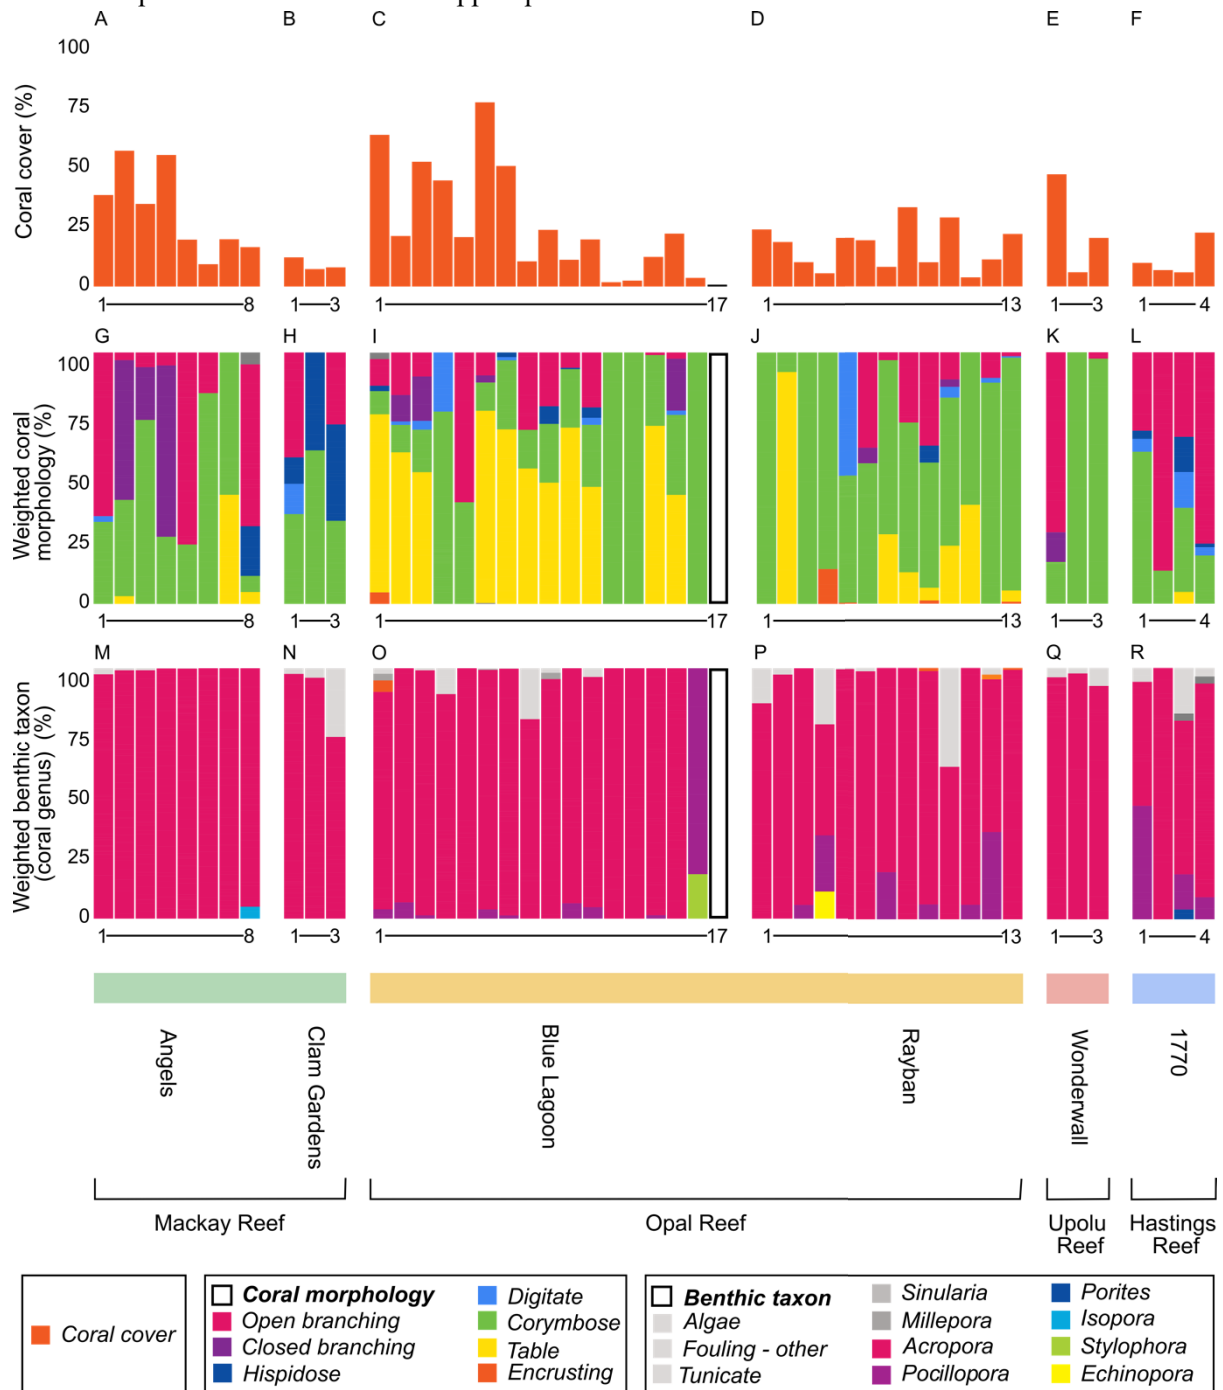 A B C D E F
100
75
50
25
0
Coral cover (%)
1 8 1 3 1 17 1 13 1 3 1 4
G H I J K L
100
75
50
25
0
Weighted coral
morphology (%)
1 8 1 3 1 17 1 13 1 3 1 4
M N O P Q R
100
75
50
25
0
Weighted benthic taxon
(coral genus) (%)
1 8 1 3 1 17 1 13 1 3 1 4
Angels
Clam Gardens
Blue Lagoon
Rayban
Wonderwall
1770
Mackay Reef
Opal Reef
Upolu
Reef
Hastings
Reef
Coral cover
Coral morphology
Open branching
Closed branching
Hispidose
Digitate
Corymbose
Table
Encrusting
Benthic taxon
Algae
Fouling - other
Tunicate
Sinularia
Millepora
Acropora
Pocillopora
Porites
Isopora
Stylophora
Echinopora